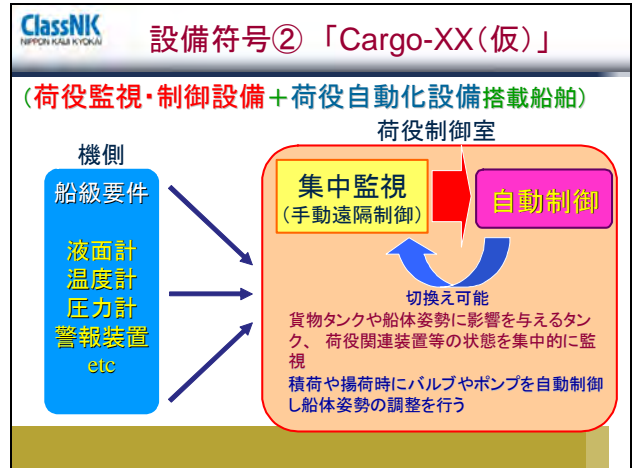 ClassNK
NIPPON KAIJI KYOKAI
設備符号② 「Cargo-XX(仮)」
(荷役監視・制御設備+荷役自動化設備搭載船舶)
荷役制御室
機側
船級要件
液面計
温度計
圧力計
警報装置
etc
集中監視
(手動遠隔制御)
自動制御
切換え可能
貨物タンクや船体姿勢に影響を与えるタン
ク、 荷役関連装置等の状態を集中的に監
視
積荷や揚荷時にバルブやポンプを自動制御
し船体姿勢の調整を行う